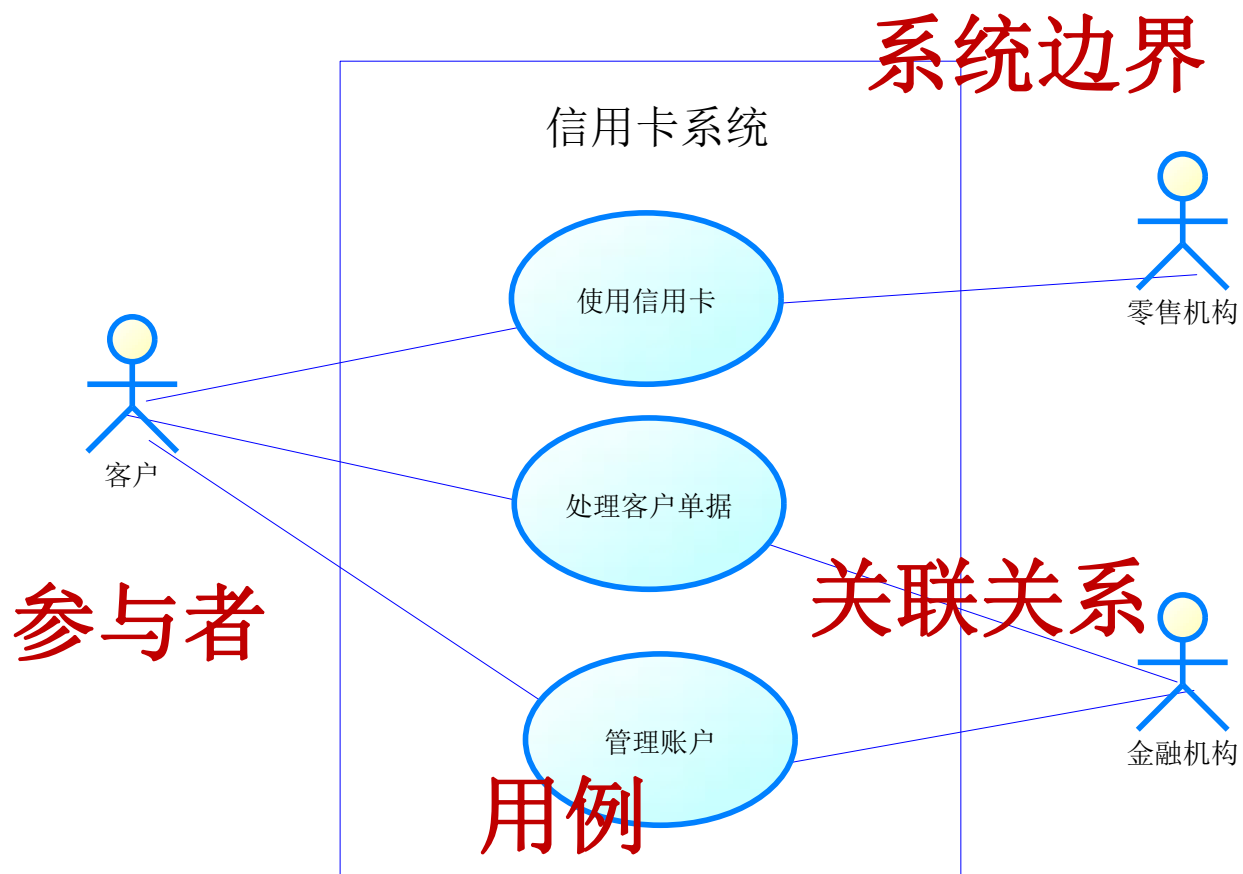 系统边界
信用卡系统
使用信用卡
零售机构
客户
处理客户单据
关联关系
参与者
管理账户
金融机构
用例